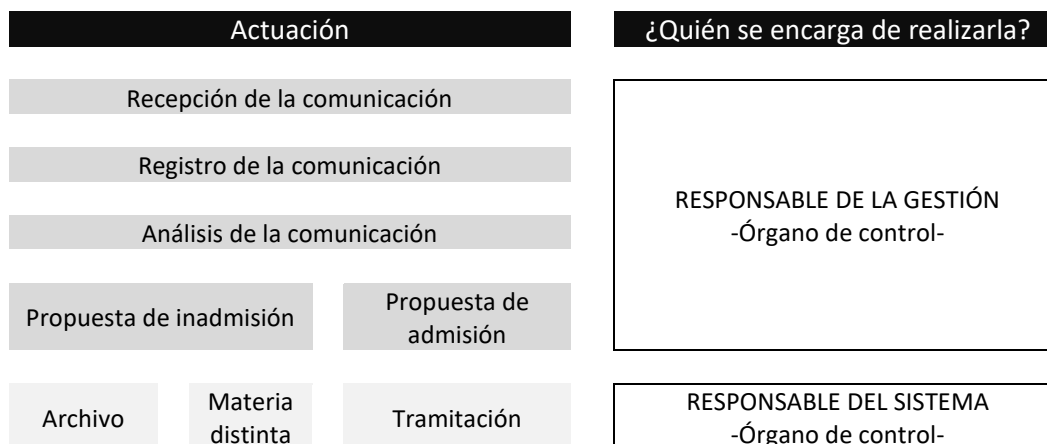 Actuación
¿Quién se encarga de realizarla?
Recepción de la comunicación
Registro de la comunicación
Análisis de la comunicación
Propuesta de inadmisión
Propuesta de
admisión
RESPONSABLE DE LA GESTIÓN
-Órgano de control-
Archivo
Materia
distinta
Tramitación
RESPONSABLE DEL SISTEMA
-Órgano de control-